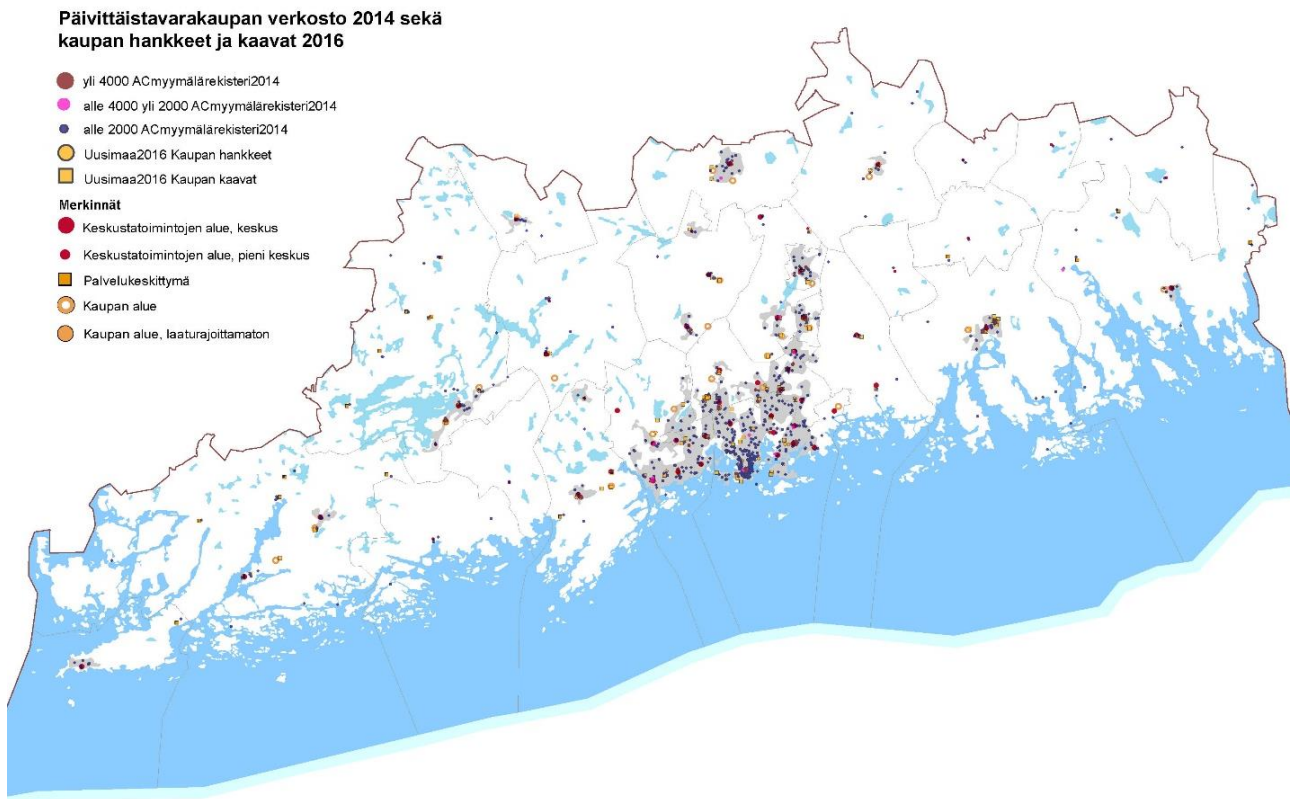 Päivittäistavarakaupan verkosto 2014 sekä
kaupan hankkeet ja kaavat 2016
yli 4000 ACmyymälärekisteri2014
alle 4000 yli 2000 ACmyymälärekisteri2014
alle 2000 ACmyymälärekisteri2014
Uusimaa2016 Kaupan hankkeet
Uusimaa2016 Kaupan kaavat
Merkinnät
Keskustatoimintojen alue, keskus
Keskustatoimintojen alue, pieni keskus
Palvelukeskittymä
Kaupan alue
Kaupan alue, laaturajoittamaton